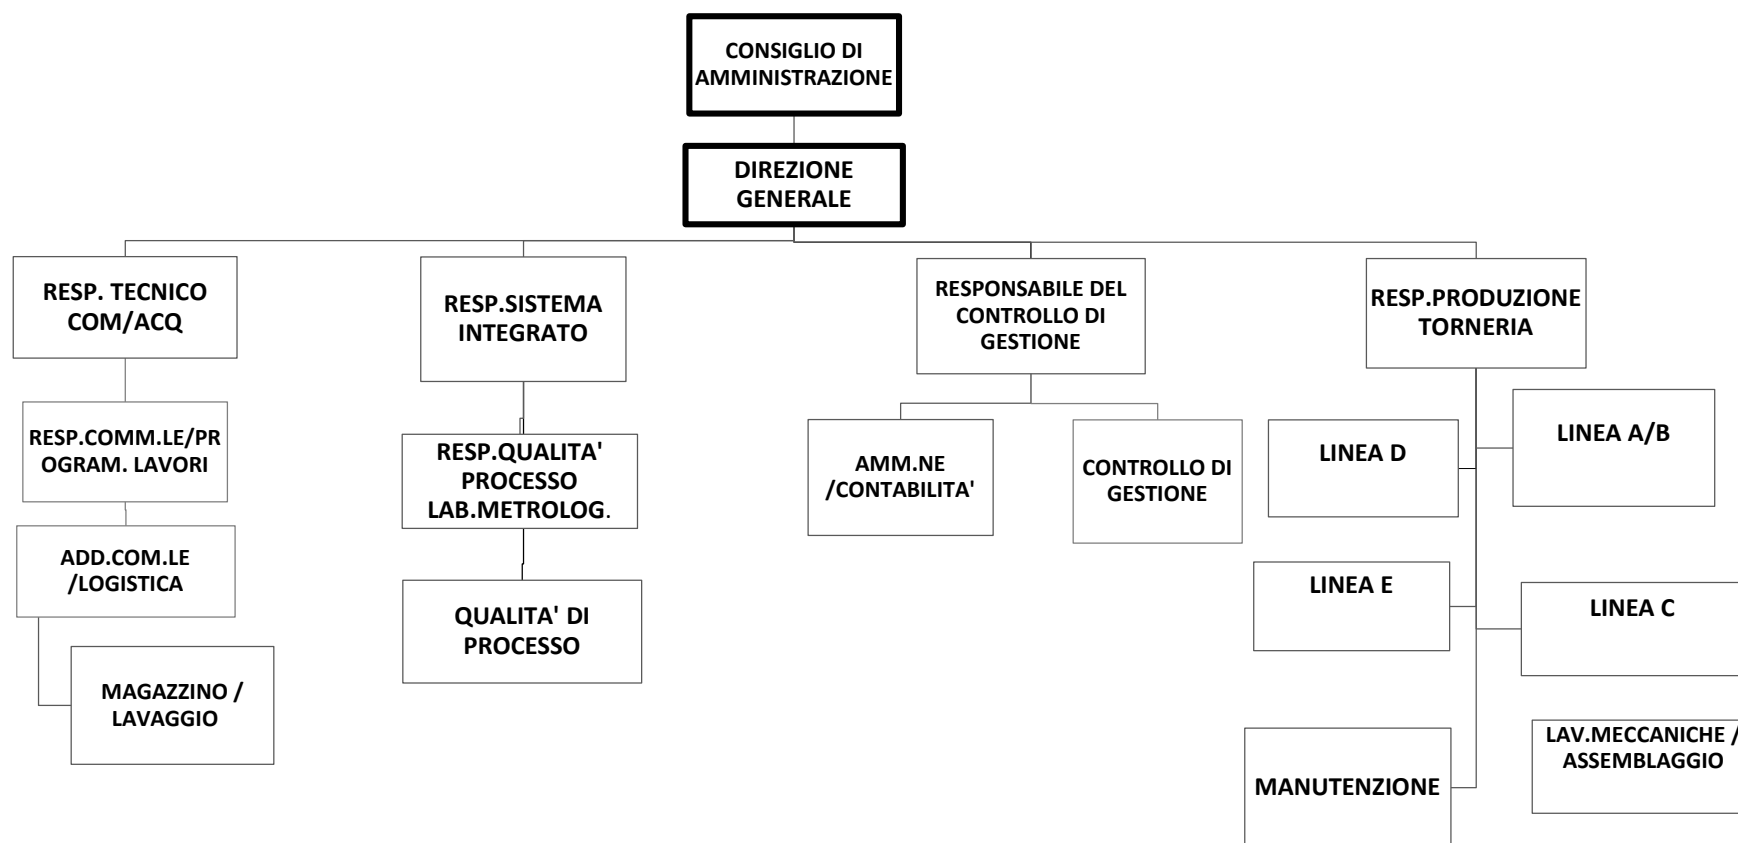 CONSIGLIO DI
AMMINISTRAZIONE
DIREZIONE
GENERALE
RESP. TECNICO
COM/ACQ
RESP.SISTEMA
INTEGRATO
RESPONSABILE DEL
CONTROLLO DI
GESTIONE
RESP.PRODUZIONE
TORNERIA
RESP.COMM.LE/PR
OGRAM. LAVORI
RESP.QUALITA'
PROCESSO
LAB.METROLOG.
AMM.NE
/CONTABILITA'
CONTROLLO DI
GESTIONE
LINEA D
LINEA A/B
ADD.COM.LE
/LOGISTICA
QUALITA' DI
PROCESSO
LINEA E
LINEA C
MAGAZZINO /
LAVAGGIO
MANUTENZIONE
LAV.MECCANICHE /
ASSEMBLAGGIO